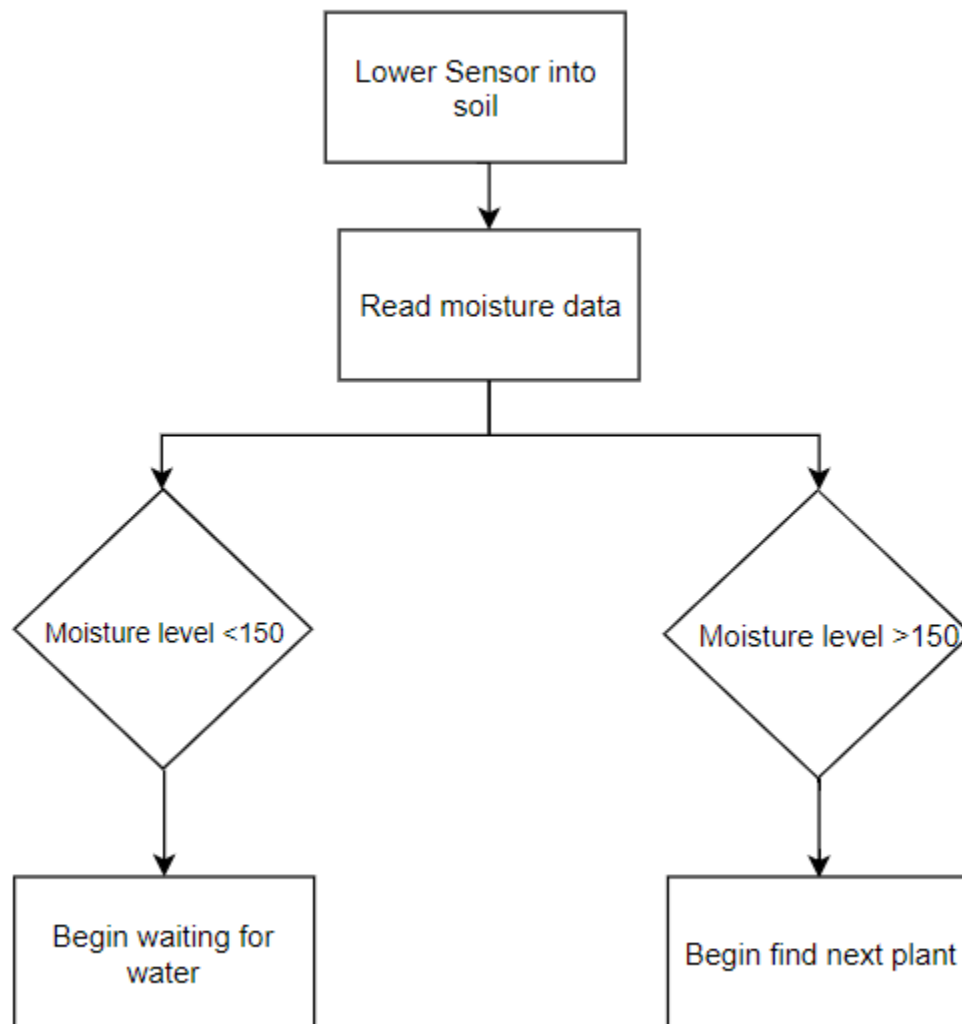 Lower Sensor into
soil
Read moisture data
Moisture level <150
Moisture level >150
Begin waiting for
water
Begin find next plant